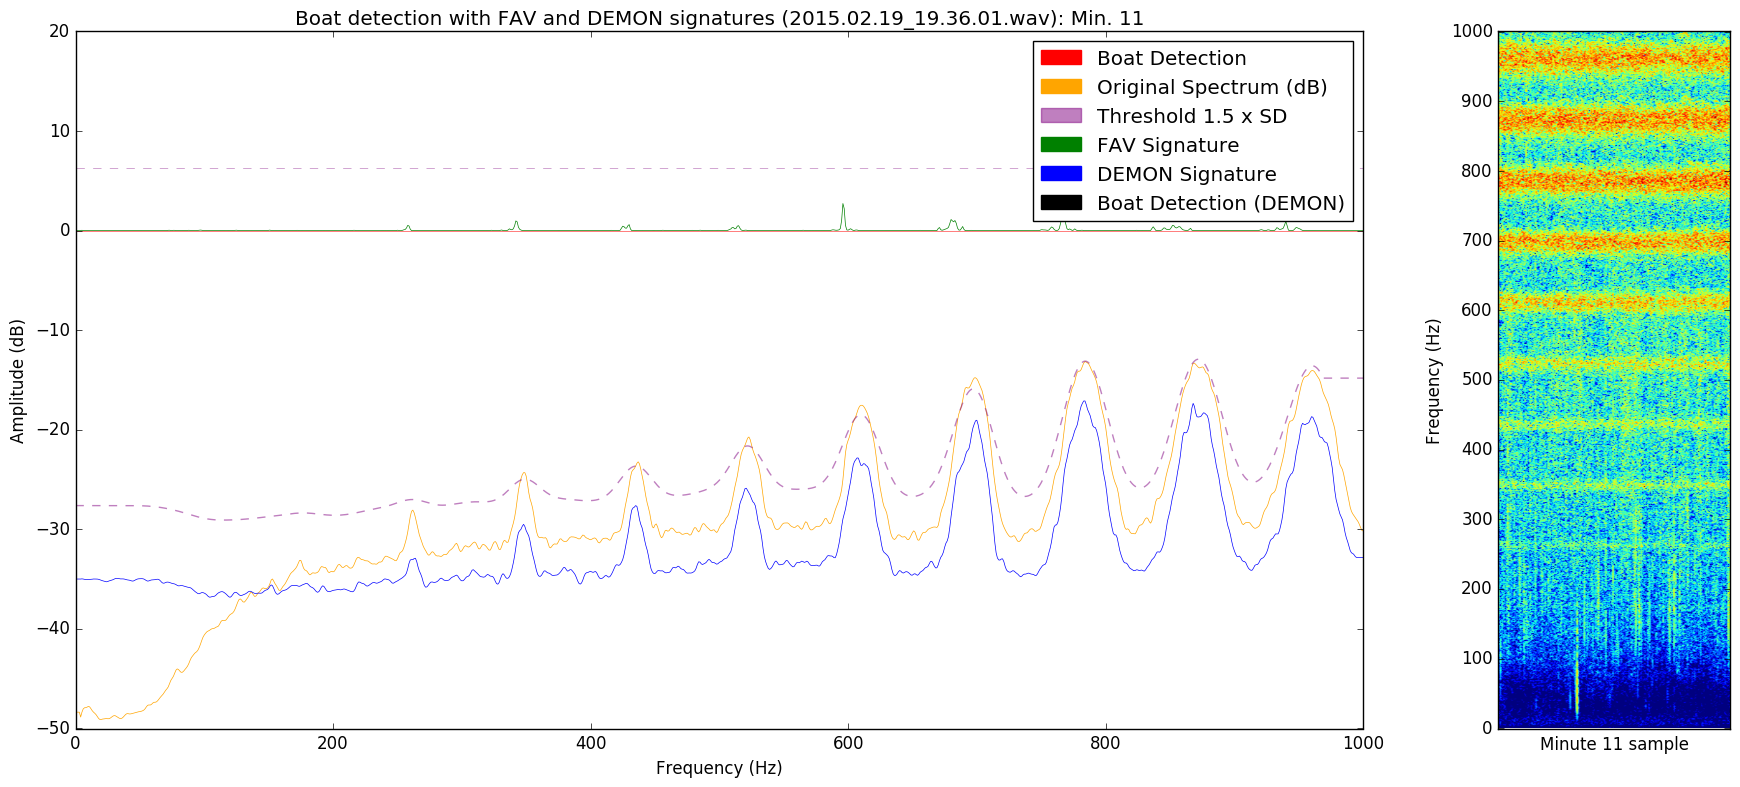 Boat detection with FAV and DEMON signatures (2015.02.19_19.36.01.wav): Min. 11
20
10
0
−10
−20
−30
−40
−50
Amplitude (dB)
0 200 400 600 800 1000
Frequency (Hz)
Boat Detection
Original Spectrum (dB)
Threshold 1.5 x SD
FAV Signature
DEMON Signature
Boat Detection (DEMON)
1000
900
800
700
600
500
400
300
200
100
0
Frequency (Hz)
Minute 11 sample